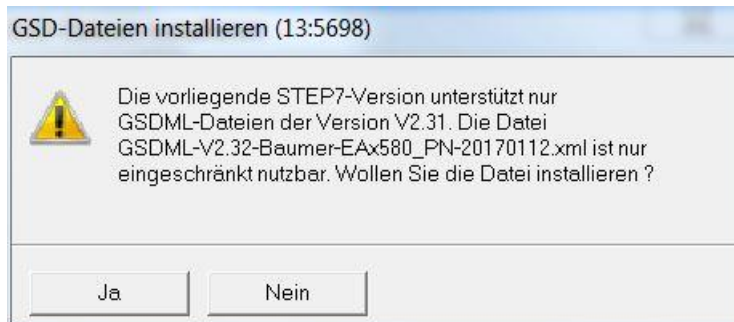 GSD-Dateien installieren (13:5698)
Die vorliegende STEP7-Version unterstützt nur
GSDML-Dateien der Version V2.31. Die Datei
GSDML-V2.32-Baumer-EAx580_PN-20170112.xml ist nur
eingeschränkt nutzbar. Wollen Sie die Datei installieren ?
Ja
Nein